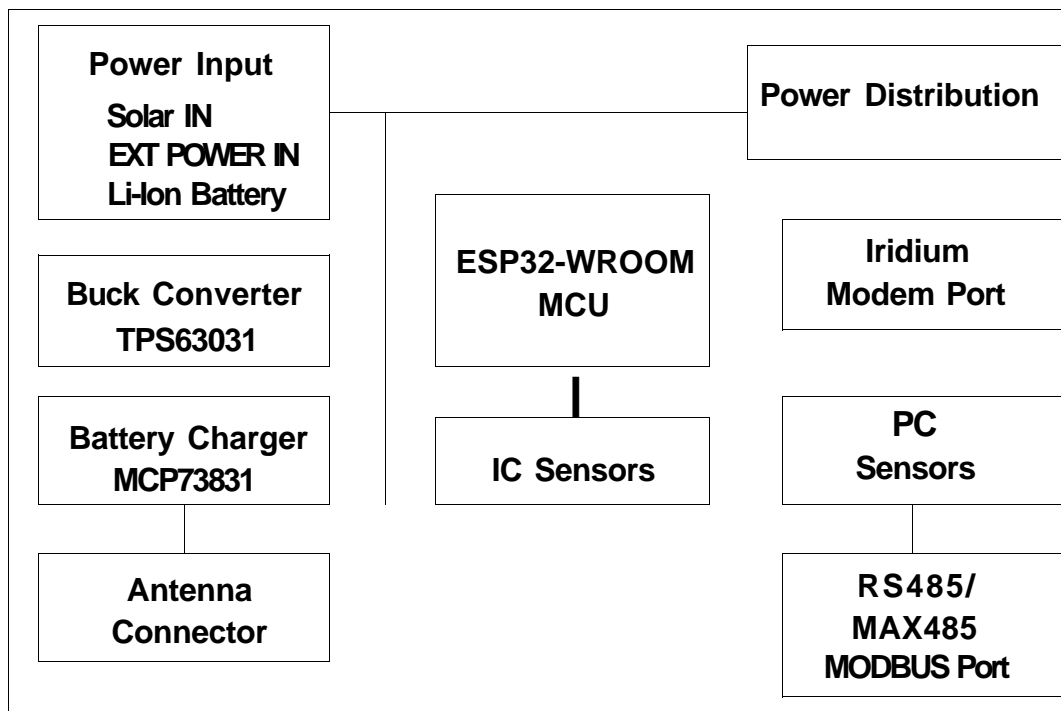 Power Input
Solar IN
EXT POWER IN
Li-Ion Battery
Power Distribution
ESP32-WROOM
MCU
Iridium
Modem Port
Buck Converter
TPS63031
Battery Charger
MCP73831
IC Sensors
PC
Sensors
Antenna
Connector
RS485/
MAX485
MODBUS Port